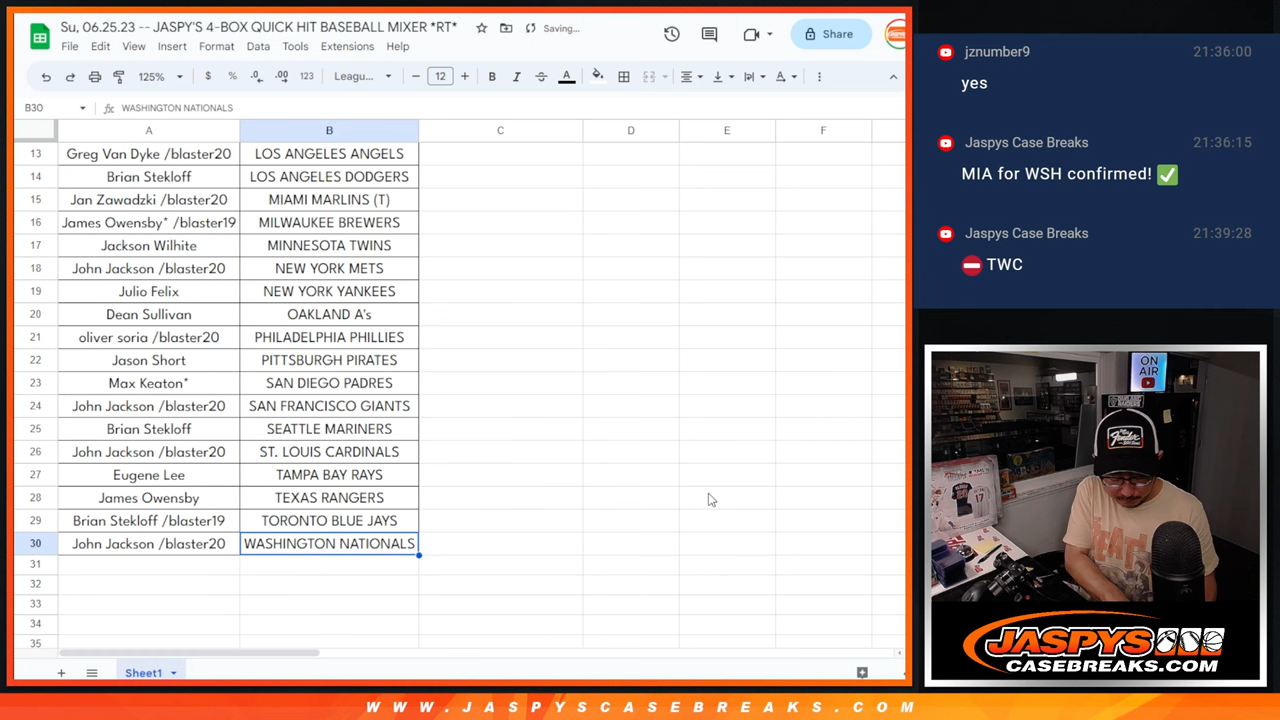 Su, 06.25.23 -- JASPY'S 4-BOX QUICK HIT BASEBALL MIXER *RT*
Saving...
File Edit View Insert Format Data Tools Extensions Help
Share
125% $ % .0 .00 123 Leagu... 12 B I A
B30 fx WASHINGTON NATIONALS
A B C D E F
13 Greg Van Dyke /blaster20 LOS ANGELES ANGELS
14 Brian Stekloff LOS ANGELES DODGERS
15 Jan Zawadzki /blaster20 MIAMI MARLINS (T)
16 James Owensby* /blaster19 MILWAUKEE BREWERS
17 Jackson Wilhite MINNESOTA TWINS
18 John Jackson /blaster20 NEW YORK METS
19 Julio Felix NEW YORK YANKEES
20 Dean Sullivan OAKLAND A's
21 oliver soria /blaster20 PHILADELPHIA PHILLIES
22 Jason Short PITTSBURGH PIRATES
23 Max Keaton* SAN DIEGO PADRES
24 John Jackson /blaster20 SAN FRANCISCO GIANTS
25 Brian Stekloff SEATTLE MARINERS
26 John Jackson /blaster20 ST. LOUIS CARDINALS
27 Eugene Lee TAMPA BAY RAYS
28 James Owensby TEXAS RANGERS
29 Brian Stekloff /blaster19 TORONTO BLUE JAYS
30 John Jackson /blaster20 WASHINGTON NATIONALS
31
32
33
34
35
Sheet1
jznumber9 21:36:00
yes
Jaspys Case Breaks 21:36:15
MIA for WSH confirmed! ✅
Jaspys Case Breaks 21:39:28
⛔ TWC
ON
AIR
Fender
JASPYS
CASEBREAKS.COM
WWW.JASPYSCASEBREAKS.COM